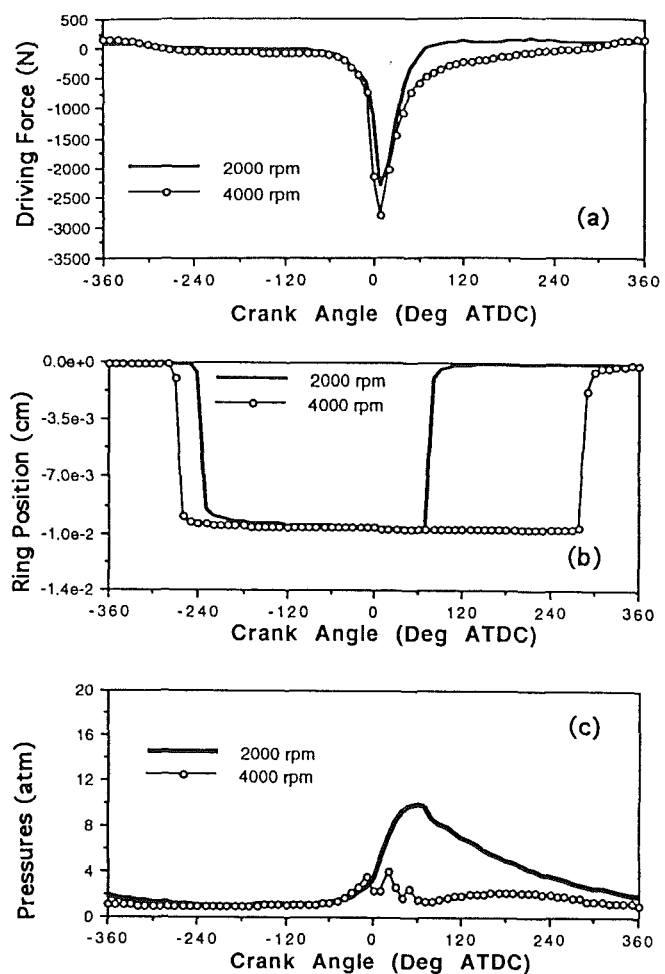 500
0
-500
-1000
-1500
-2000
-2500
-3000
-3500
Driving Force (N)
2000 rpm
4000 rpm
(a)
-360 -240 -120 0 120 240 360
Crank Angle (Deg ATDC)
0.0e+0
-3.5e-3
-7.0e-3
-1.0e-2
-1.4e-2
Ring Position (cm)
2000 rpm
4000 rpm
(b)
-360 -240 -120 0 120 240 360
Crank Angle (Deg ATDC)
20
16
12
8
4
0
Pressures (atm)
2000 rpm
4000 rpm
(c)
-360 -240 -120 0 120 240 360
Crank Angle (Deg ATDC)